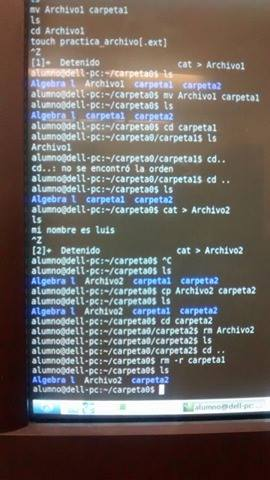 ls
mv Archivo1 carpeta1
ls
cd Archivo1
touch practica_archivo[.ext]
^Z
[1]+ Detenido cat > Archivo1
alumno@dell-pc:~/carpeta0$ ls
Algebra l Archivo1 carpeta1 carpeta2
alumno@dell-pc:~/carpeta0$ mv Archivo1 carpeta1
alumno@dell-pc:~/carpeta0$ ls
Algebra l carpeta1 carpeta2
alumno@dell-pc:~/carpeta0$ cd carpeta1
alumno@dell-pc:~/carpeta0/carpeta1$ ls
Archivo1
alumno@dell-pc:~/carpeta0/carpeta1$ cd..
cd..: no se encontró la orden
alumno@dell-pc:~/carpeta0/carpeta1$ cd ..
alumno@dell-pc:~/carpeta0$ ls
Algebra l carpeta1 carpeta2
alumno@dell-pc:~/carpeta0$ cat > Archivo2
ls
mi nombre es luis
^Z
[2]+ Detenido cat > Archivo2
alumno@dell-pc:~/carpeta0$ ^C
alumno@dell-pc:~/carpeta0$ ls
Algebra l Archivo2 carpeta1 carpeta2
alumno@dell-pc:~/carpeta0$ cp Archivo2 carpeta2
alumno@dell-pc:~/carpeta0$ ls
Algebra l Archivo2 carpeta1 carpeta2
alumno@dell-pc:~/carpeta0$ cd carpeta2
alumno@dell-pc:~/carpeta0/carpeta2$ rm Archivo2
alumno@dell-pc:~/carpeta0/carpeta2$ ls
alumno@dell-pc:~/carpeta0/carpeta2$ cd ..
alumno@dell-pc:~/carpeta0$ rm -r carpeta1
alumno@dell-pc:~/carpeta0$ ls
Algebra l Archivo2 carpeta2
alumno@dell-pc:~/carpeta0$
alumno@dell-pc